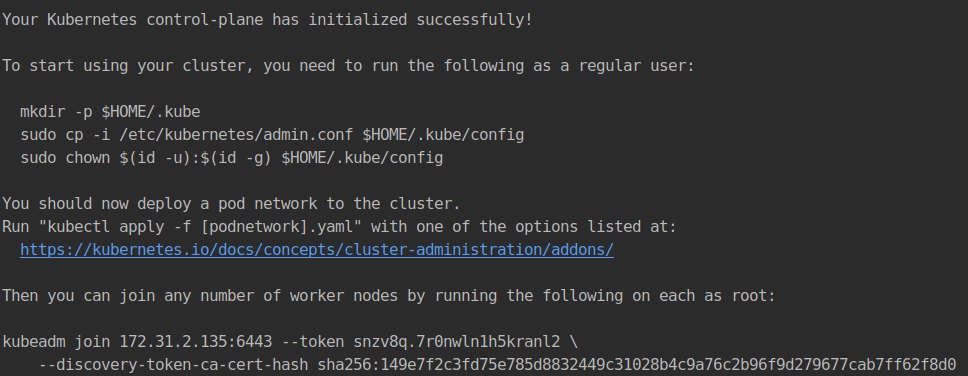 Your Kubernetes control-plane has initialized successfully!
To start using your cluster, you need to run the following as a regular user:
mkdir -p $HOME/.kube
sudo cp -i /etc/kubernetes/admin.conf $HOME/.kube/config
sudo chown $(id -u):$(id -g) $HOME/.kube/config
You should now deploy a pod network to the cluster.
Run "kubectl apply -f [podnetwork].yaml" with one of the options listed at:
https://kubernetes.io/docs/concepts/cluster-administration/addons/
Then you can join any number of worker nodes by running the following on each as root:
kubeadm join 172.31.2.135:6443 --token snzv8q.7r0nwln1h5kranl2 \
--discovery-token-ca-cert-hash sha256:149e7f2c3fd75e785d8832449c31028b4c9a76c2b96f9d279677cab7ff62f8d0